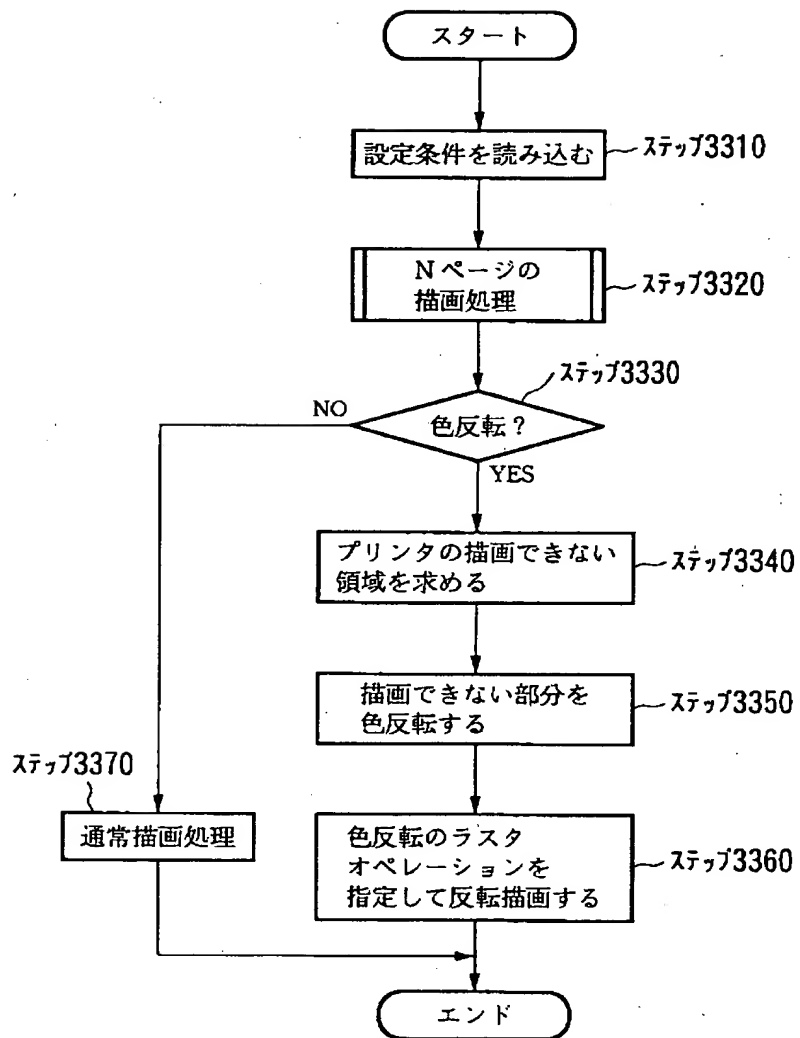 スタート
設定条件を読み込む
ステップ3310
Nページの
描画処理
ステップ3320
ステップ3330
NO
色反転?
YES
プリンタの描画できない
領域を求める
ステップ3340
描画できない部分を
色反転する
ステップ3350
ステップ3370
通常描画処理
色反転のラスタ
オペレーションを
指定して反転描画する
ステップ3360
エンド